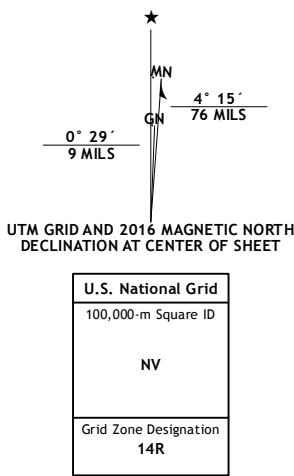 ★
MN
GN
4° 15´
76 MILS
0° 29´
9 MILS
UTM GRID AND 2016 MAGNETIC NORTH
DECLINATION AT CENTER OF SHEET
U.S. National Grid
100,000-m Square ID
NV
Grid Zone Designation
14R